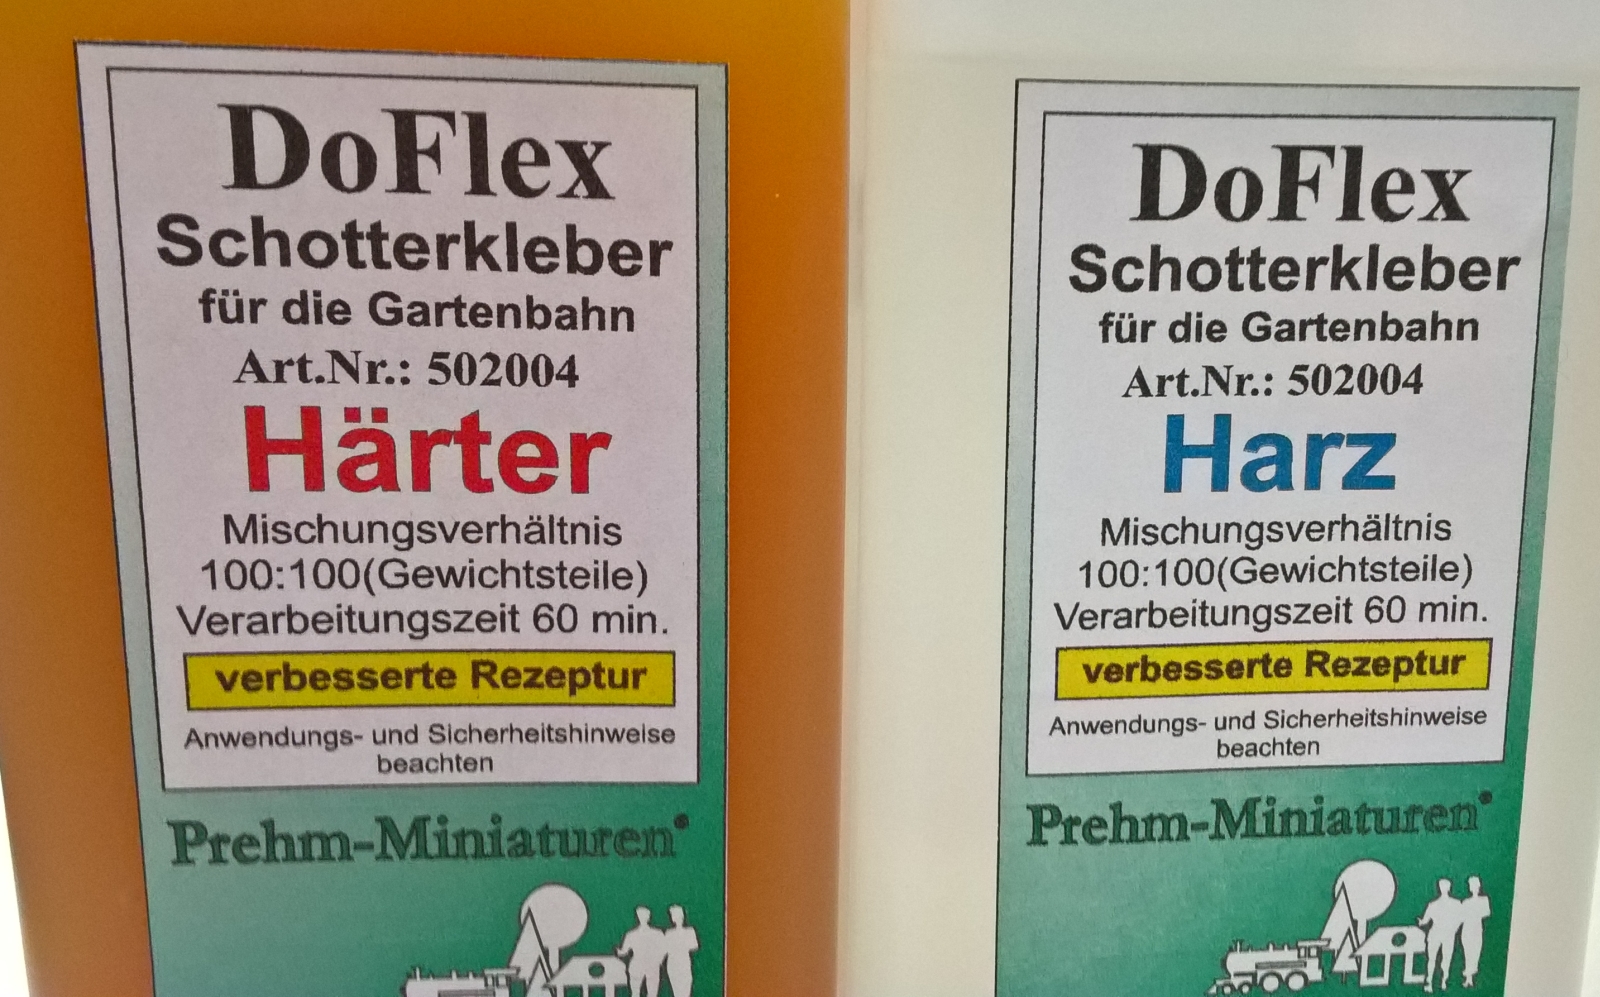 DoFlex
Schotterkleber
für die Gartenbahn
Art.Nr.: 502004
Härter
Mischungsverhältnis
100:100(Gewichtsteile)
Verarbeitungszeit 60 min.
verbesserte Rezeptur
Anwendungs- und Sicherheitshinweise
beachten
Prehm-Miniaturen®
DoFlex
Schotterkleber
für die Gartenbahn
Art.Nr.: 502004
Harz
Mischungsverhältnis
100:100(Gewichtsteile)
Verarbeitungszeit 60 min.
verbesserte Rezeptur
Anwendungs- und Sicherheitshinweise
beachten
Prehm-Miniaturen®